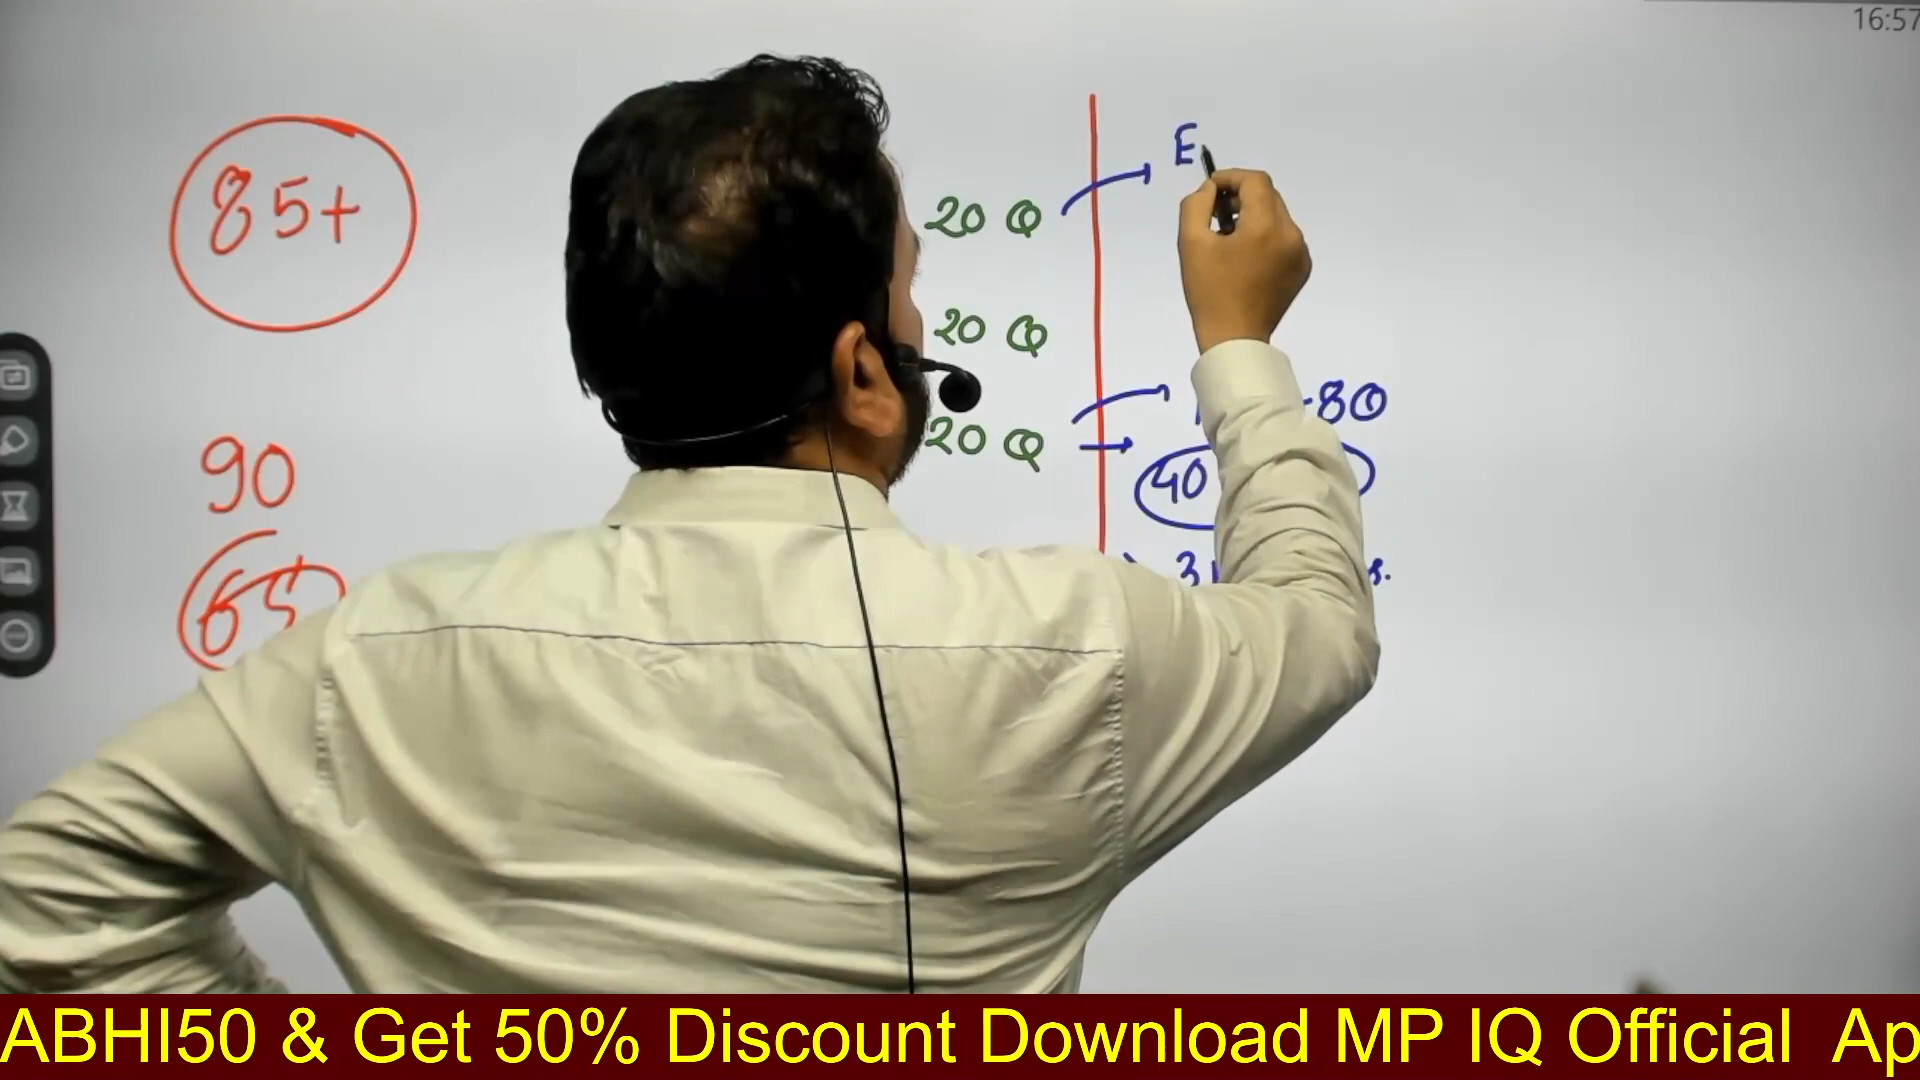 16:57
85+
20 Q
E
20 Q
80
90
20 Q
40
65
ABHI50 & Get 50% Discount Download MP IQ Official Ap